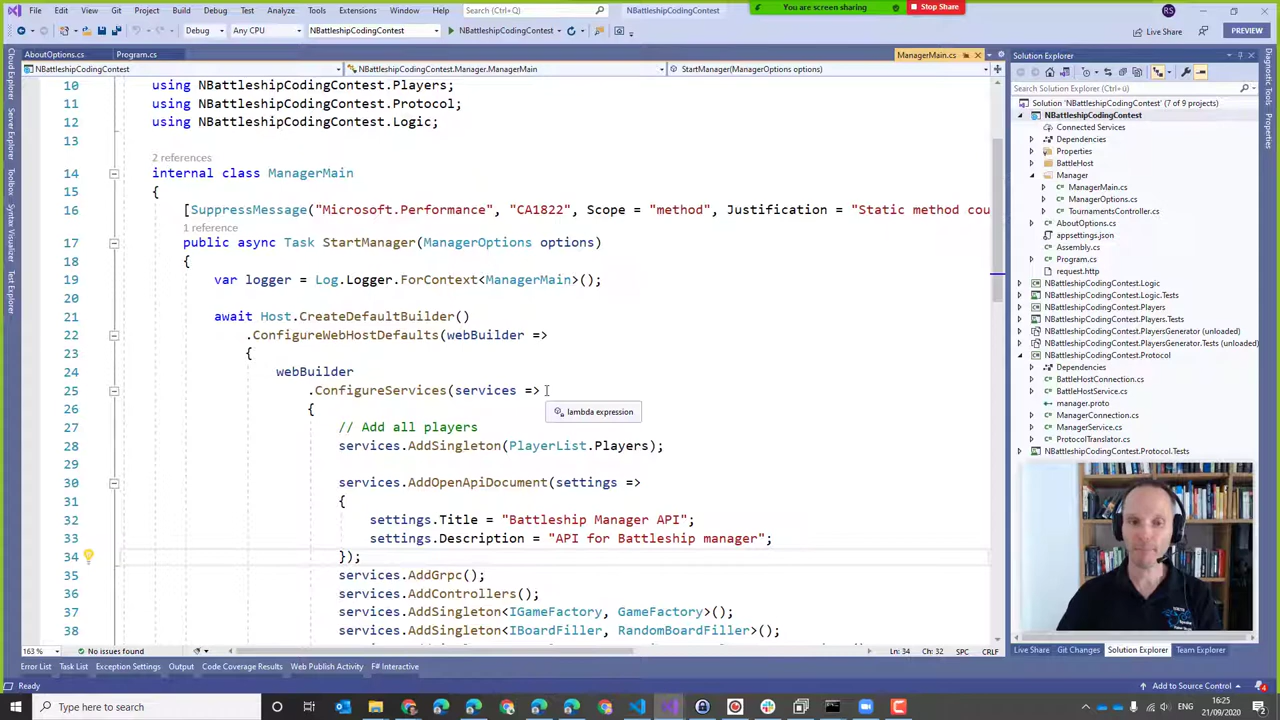 You are screen sharing
Stop Share
File
Edit
View
Git
Project
Build
Debug
Test
Analyze
Tools
Extensions
Window
Help
Search (Ctrl+Q)
NBattleshipCodingContest
RS
Debug
Any CPU
NBattleshipCodingContest
NBattleshipCodingContest
Live Share
PREVIEW
AboutOptions.cs
Program.cs
ManagerMain.cs
NBattleshipCodingContest
NBattleshipCodingContest.Manager.ManagerMain
StartManager(ManagerOptions options)
Cloud Explorer
Server Explorer
Toolbox
Syntax Visualizer
Test Explorer
10 using NBattleshipCodingContest.Players;
11 using NBattleshipCodingContest.Protocol;
12 using NBattleshipCodingContest.Logic;
13
2 references
14 internal class ManagerMain
15 {
16 [SuppressMessage("Microsoft.Performance", "CA1822", Scope = "method", Justification = "Static method cou
1 reference
17 public async Task StartManager(ManagerOptions options)
18 {
19 var logger = Log.Logger.ForContext<ManagerMain>();
20
21 await Host.CreateDefaultBuilder()
22 .ConfigureWebHostDefaults(webBuilder =>
23 {
24 webBuilder
25 .ConfigureServices(services =>
26 {
lambda expression
27 // Add all players
28 services.AddSingleton(PlayerList.Players);
29
30 services.AddOpenApiDocument(settings =>
31 {
32 settings.Title = "Battleship Manager API";
33 settings.Description = "API for Battleship manager";
34 });
35 services.AddGrpc();
36 services.AddControllers();
37 services.AddSingleton<IGameFactory, GameFactory>();
38 services.AddSingleton<IBoardFiller, RandomBoardFiller>();
163 %
No issues found
Ln: 34
Ch: 32
SPC
CRLF
Solution Explorer
Search Solution Explorer (Ctrl+ü)
Solution 'NBattleshipCodingContest' (7 of 9 projects)
NBattleshipCodingContest
Connected Services
Dependencies
Properties
BattleHost
Manager
ManagerMain.cs
ManagerOptions.cs
TournamentsController.cs
AboutOptions.cs
appsettings.json
Assembly.cs
Program.cs
request.http
NBattleshipCodingContest.Logic
NBattleshipCodingContest.Logic.Tests
NBattleshipCodingContest.Players
NBattleshipCodingContest.Players.Tests
NBattleshipCodingContest.PlayersGenerator (unloaded)
NBattleshipCodingContest.PlayersGenerator.Tests (unloaded)
NBattleshipCodingContest.Protocol
Dependencies
BattleHostConnection.cs
BattleHostService.cs
manager.proto
ManagerConnection.cs
ManagerService.cs
ProtocolTranslator.cs
NBattleshipCodingContest.Protocol.Tests
Diagnostic Tools
Properties
Live Share
Git Changes
Solution Explorer
Team Explorer
Error List
Task List
Exception Settings
Output
Code Coverage Results
Web Publish Activity
F# Interactive
Ready
Add to Source Control
Type here to search
ENG
16:25
21/09/2020